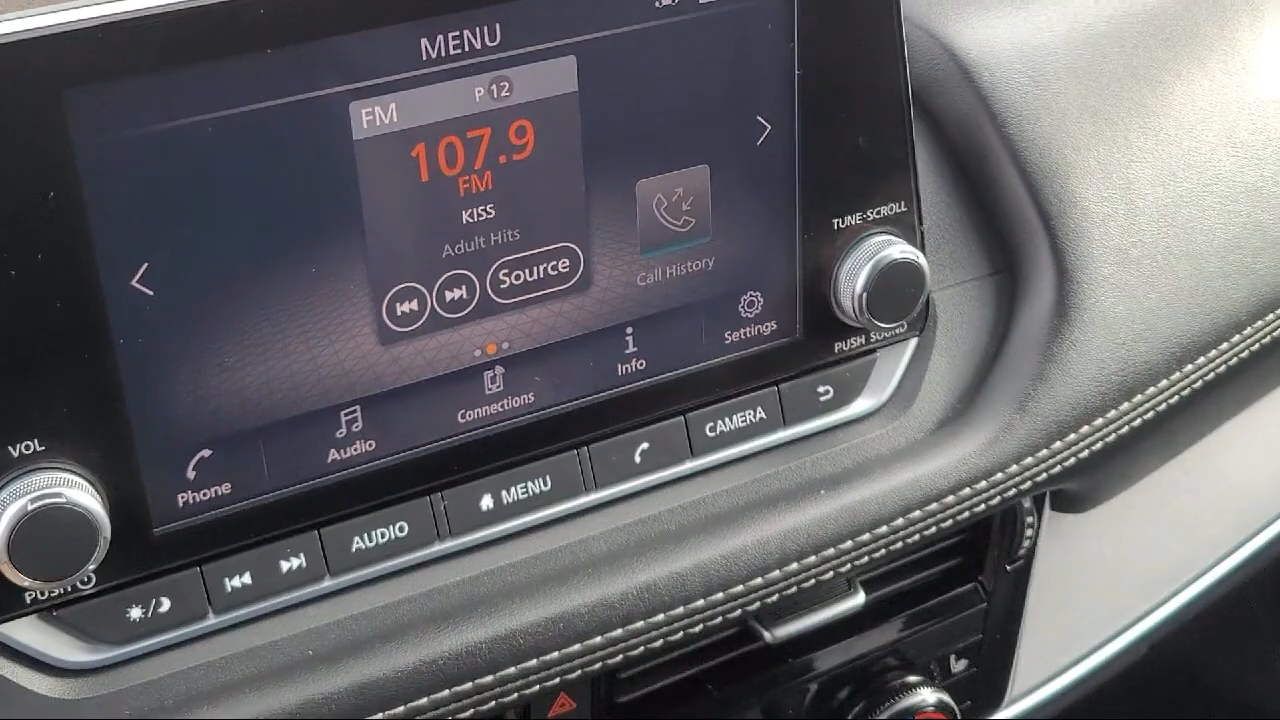 MENU
FM P 12
107.9
FM
KISS
Adult Hits
Source
Call History
Phone
Audio
Connections
Info
Settings
TUNE·SCROLL
PUSH SOUND
VOL
PUSH
AUDIO
MENU
CAMERA